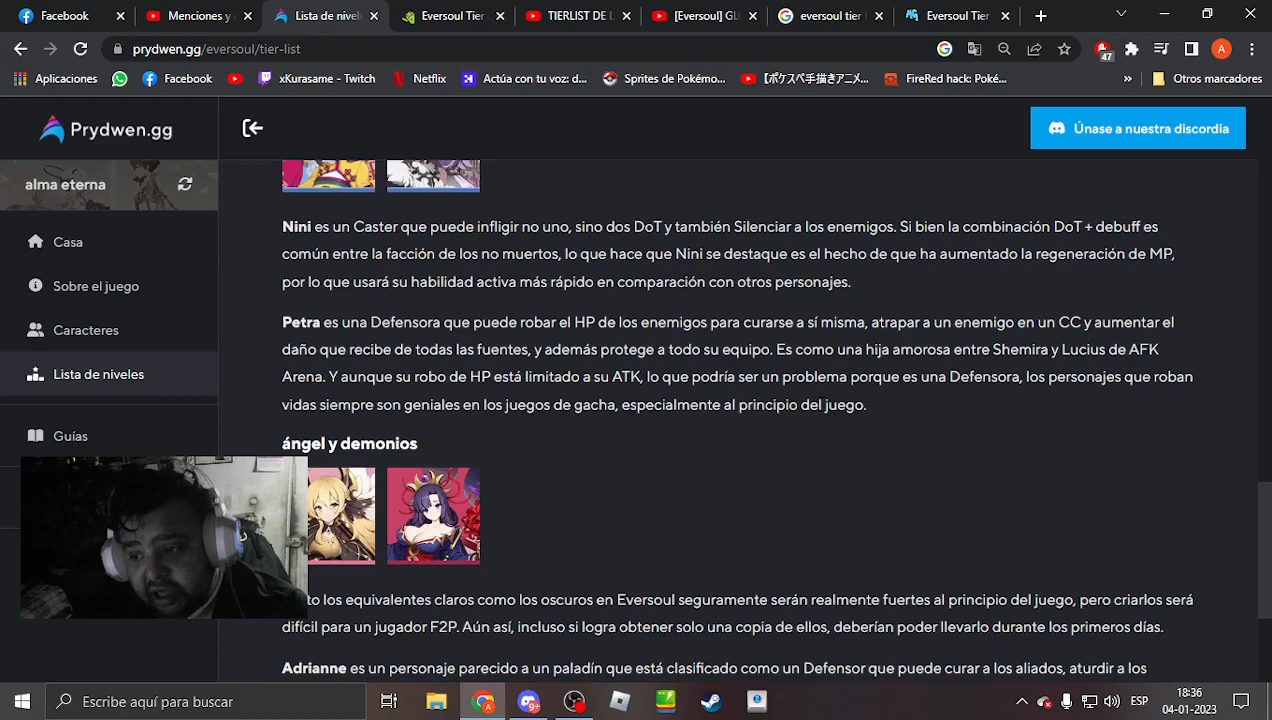 Facebook
Menciones y c
Lista de nivele
Eversoul Tier
TIERLIST DE L
[Eversoul] GLO
eversoul tier l
Eversoul Tier
prydwen.gg/eversoul/tier-list
47
A
Aplicaciones
Facebook
xKurasame - Twitch
Netflix
Actúa con tu voz: d...
Sprites de Pokémo...
【ポケスペ手描きアニメ...
FireRed hack: Poké...
»
Otros marcadores
Prydwen.gg
Únase a nuestra discordia
alma eterna
Casa
Sobre el juego
Caracteres
Lista de niveles
Guías
Nini es un Caster que puede infligir no uno, sino dos DoT y también Silenciar a los enemigos. Si bien la combinación DoT + debuff es
común entre la facción de los no muertos, lo que hace que Nini se destaque es el hecho de que ha aumentado la regeneración de MP,
por lo que usará su habilidad activa más rápido en comparación con otros personajes.
Petra es una Defensora que puede robar el HP de los enemigos para curarse a sí misma, atrapar a un enemigo en un CC y aumentar el
daño que recibe de todas las fuentes, y además protege a todo su equipo. Es como una hija amorosa entre Shemira y Lucius de AFK
Arena. Y aunque su robo de HP está limitado a su ATK, lo que podría ser un problema porque es una Defensora, los personajes que roban
vidas siempre son geniales en los juegos de gacha, especialmente al principio del juego.
ángel y demonios
to los equivalentes claros como los oscuros en Eversoul seguramente serán realmente fuertes al principio del juego, pero criarlos será
difícil para un jugador F2P. Aún así, incluso si logra obtener solo una copia de ellos, deberían poder llevarlo durante los primeros días.
Adrianne es un personaje parecido a un paladín que está clasificado como un Defensor que puede curar a los aliados, aturdir a los
Escribe aquí para buscar
A
9+
ESP
18:36
04-01-2023